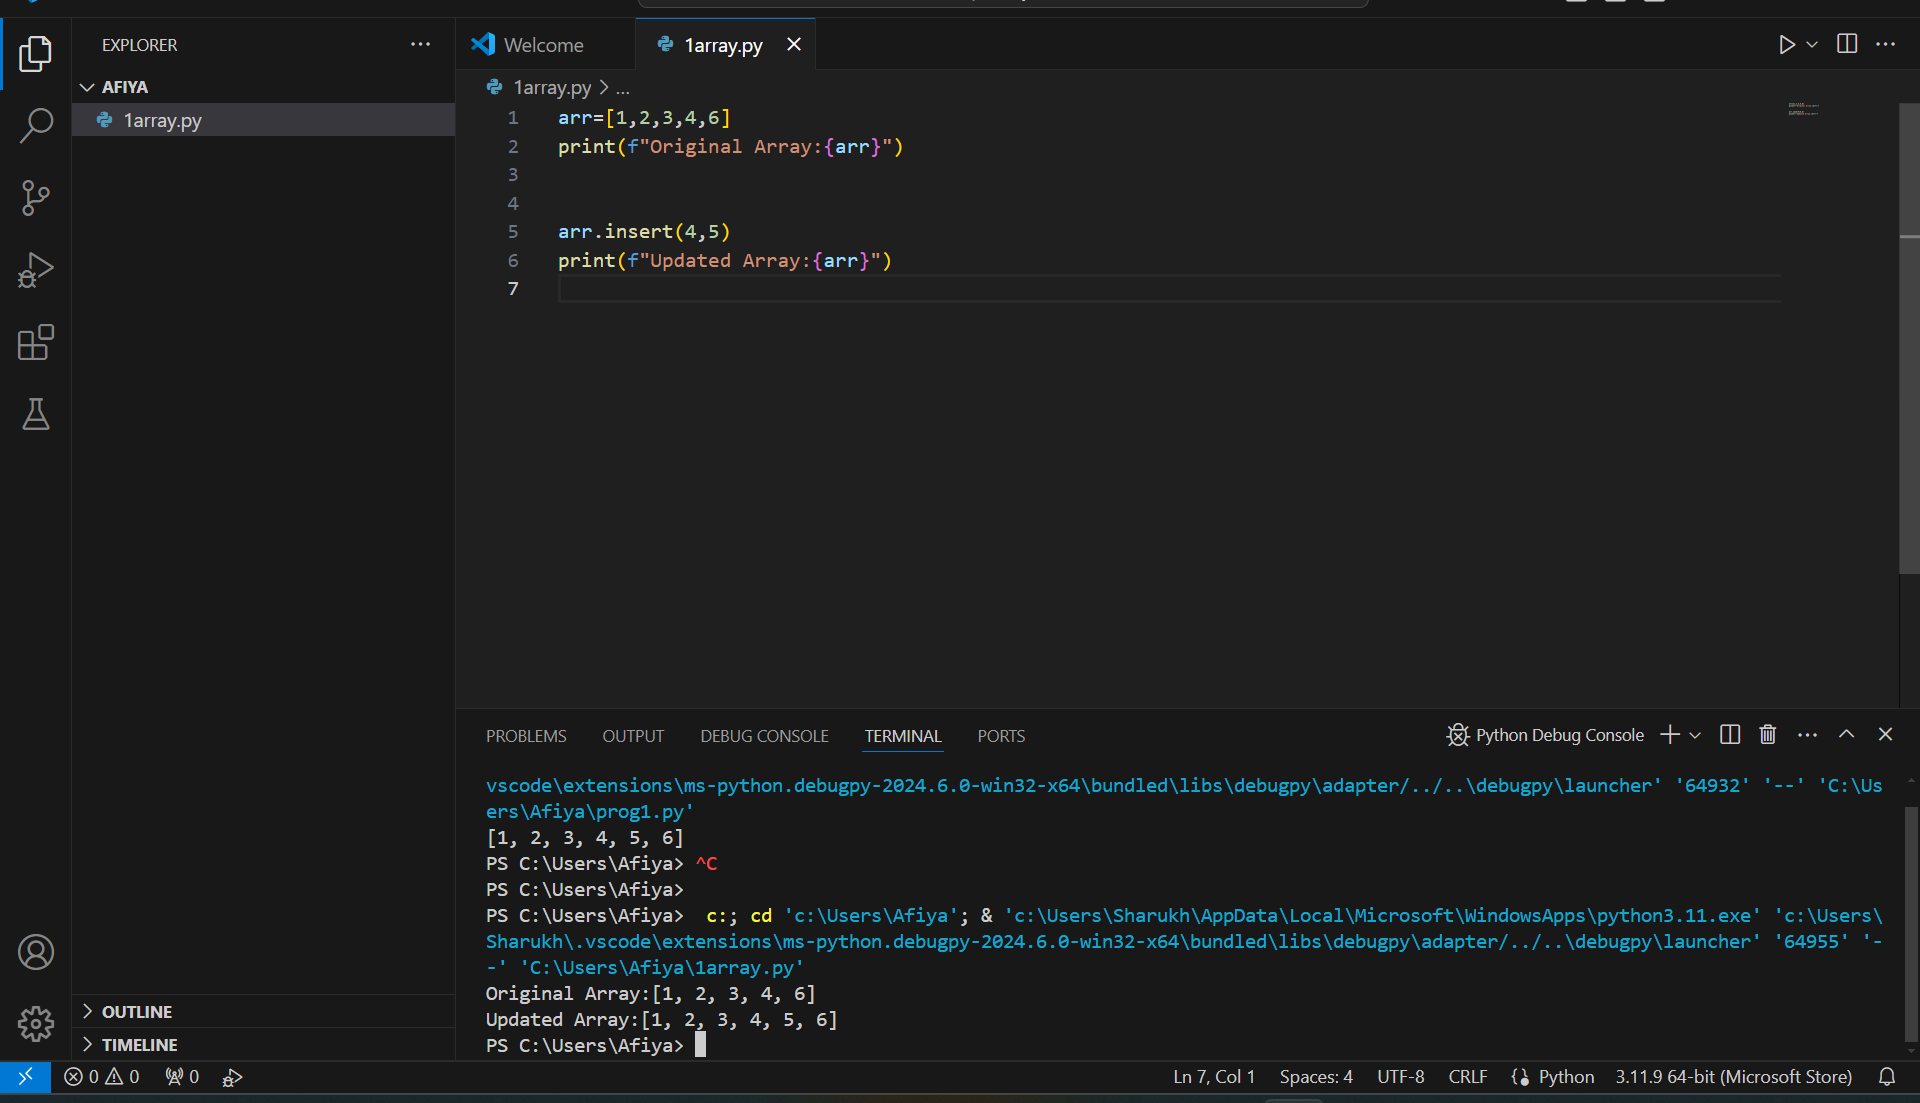 EXPLORER
AFIYA
1array.py
OUTLINE
TIMELINE
Welcome
1array.py
1array.py > ...
1 arr=[1,2,3,4,6]
2 print(f"Original Array:{arr}")
3
4
5 arr.insert(4,5)
6 print(f"Updated Array:{arr}")
7
PROBLEMS OUTPUT DEBUG CONSOLE TERMINAL PORTS
Python Debug Console
vscode\extensions\ms-python.debugpy-2024.6.0-win32-x64\bundled\libs\debugpy\adapter/../..\debugpy\launcher' '64932' '--' 'C:\Us
ers\Afiya\prog1.py'
[1, 2, 3, 4, 5, 6]
PS C:\Users\Afiya> ^C
PS C:\Users\Afiya>
PS C:\Users\Afiya>  c:; cd 'c:\Users\Afiya'; & 'c:\Users\Sharukh\AppData\Local\Microsoft\WindowsApps\python3.11.exe' 'c:\Users\
Sharukh\.vscode\extensions\ms-python.debugpy-2024.6.0-win32-x64\bundled\libs\debugpy\adapter/../..\debugpy\launcher' '64955' '-
-' 'C:\Users\Afiya\1array.py'
Original Array:[1, 2, 3, 4, 6]
Updated Array:[1, 2, 3, 4, 5, 6]
PS C:\Users\Afiya>
0 0 0
Ln 7, Col 1 Spaces: 4 UTF-8 CRLF Python 3.11.9 64-bit (Microsoft Store)